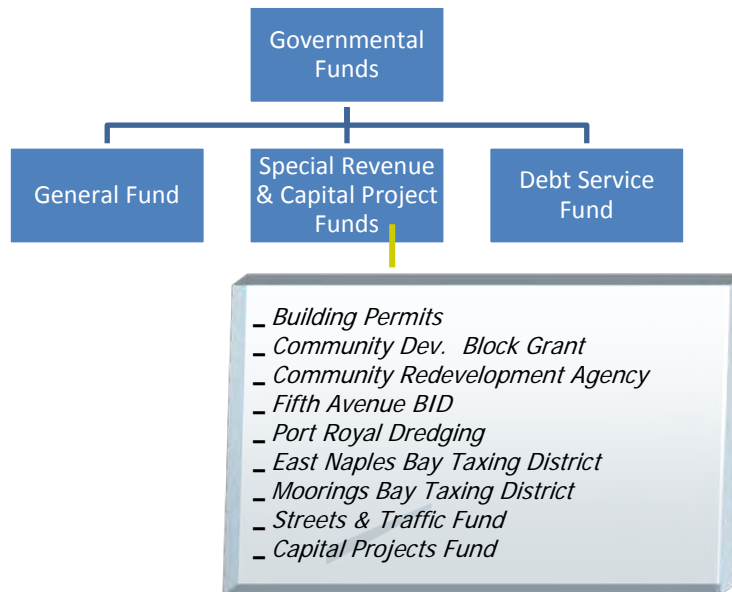 Governmental
Funds
General Fund
Special Revenue
& Capital Project
Funds
Debt Service
Fund
_ Building Permits
_ Community Dev.  Block Grant
_ Community Redevelopment Agency
_ Fifth Avenue BID
_ Port Royal Dredging
_ East Naples Bay Taxing District
_ Moorings Bay Taxing District
_ Streets & Traffic Fund
_ Capital Projects Fund